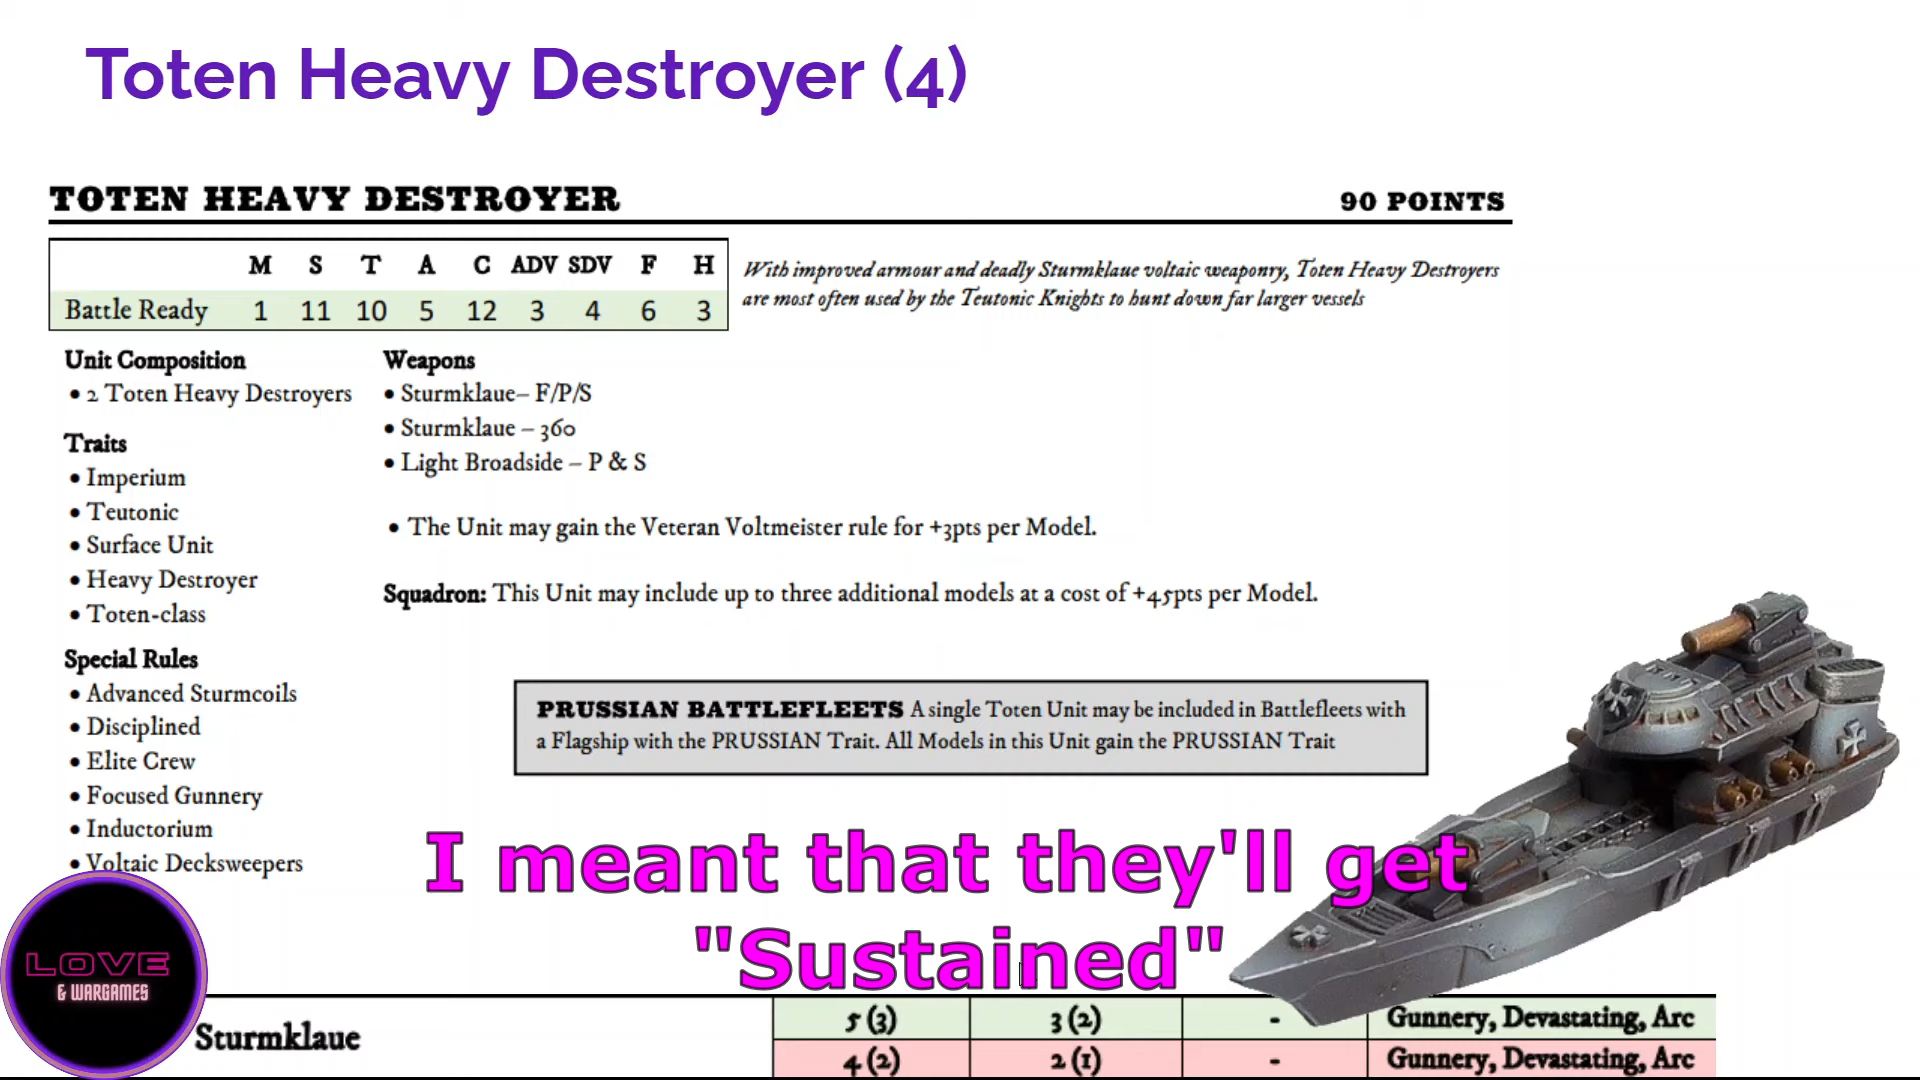 Toten Heavy Destroyer (4)
TOTEN HEAVY DESTROYER 90 POINTS
M S T A C ADV SDV F H
Battle Ready 1 11 10 5 12 3 4 6 3
With improved armour and deadly Sturmklaue voltaic weaponry, Toten Heavy Destroyers
are most often used by the Teutonic Knights to hunt down far larger vessels
Unit Composition
• 2 Toten Heavy Destroyers
Traits
• Imperium
• Teutonic
• Surface Unit
• Heavy Destroyer
• Toten-class
Special Rules
• Advanced Sturmcoils
• Disciplined
• Elite Crew
• Focused Gunnery
• Inductorium
• Voltaic Decksweepers
Weapons
• Sturmklaue– F/P/S
• Sturmklaue – 360
• Light Broadside – P & S
• The Unit may gain the Veteran Voltmeister rule for +3pts per Model.
Squadron: This Unit may include up to three additional models at a cost of +45pts per Model.
PRUSSIAN BATTLEFLEETS A single Toten Unit may be included in Battlefleets with
a Flagship with the PRUSSIAN Trait. All Models in this Unit gain the PRUSSIAN Trait
I meant that they'll get
"Sustained"
LOVE
& WARGAMES
Sturmklaue
5 (3) 3 (2) - Gunnery, Devastating, Arc
4 (2) 2 (1) - Gunnery, Devastating, Arc